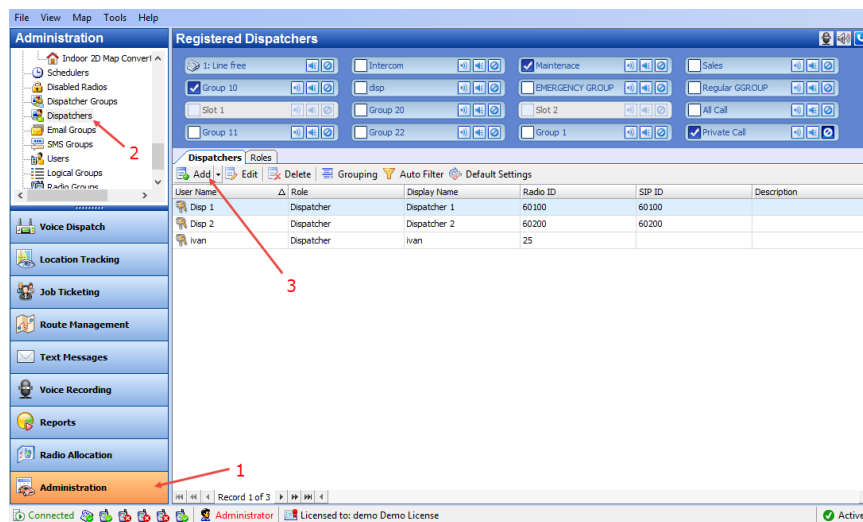 File View Map Tools Help
Administration
Registered Dispatchers
Indoor 2D Map Convert
Schedulers
Disabled Radios
Dispatcher Groups
Dispatchers
Email Groups
SMS Groups
Users
Logical Groups
Radio Groups
2
1: Line free Intercom Maintenace Sales
Group 10 disp EMERGENCY GROUP Regular GGROUP
Slot 1 Group 20 Slot 2 All Call
Group 11 Group 22 Group 1 Private Call
Dispatchers Roles
Add Edit Delete Grouping Auto Filter Default Settings
User Name Role Display Name Radio ID SIP ID Description
Disp 1 Dispatcher Dispatcher 1 60100 60100
Disp 2 Dispatcher Dispatcher 2 60200 60200
ivan Dispatcher ivan 25
3
Voice Dispatch
Location Tracking
Job Ticketing
Route Management
Text Messages
Voice Recording
Reports
Radio Allocation
Administration
1
Record 1 of 3
Connected Administrator Licensed to: demo Demo License Active